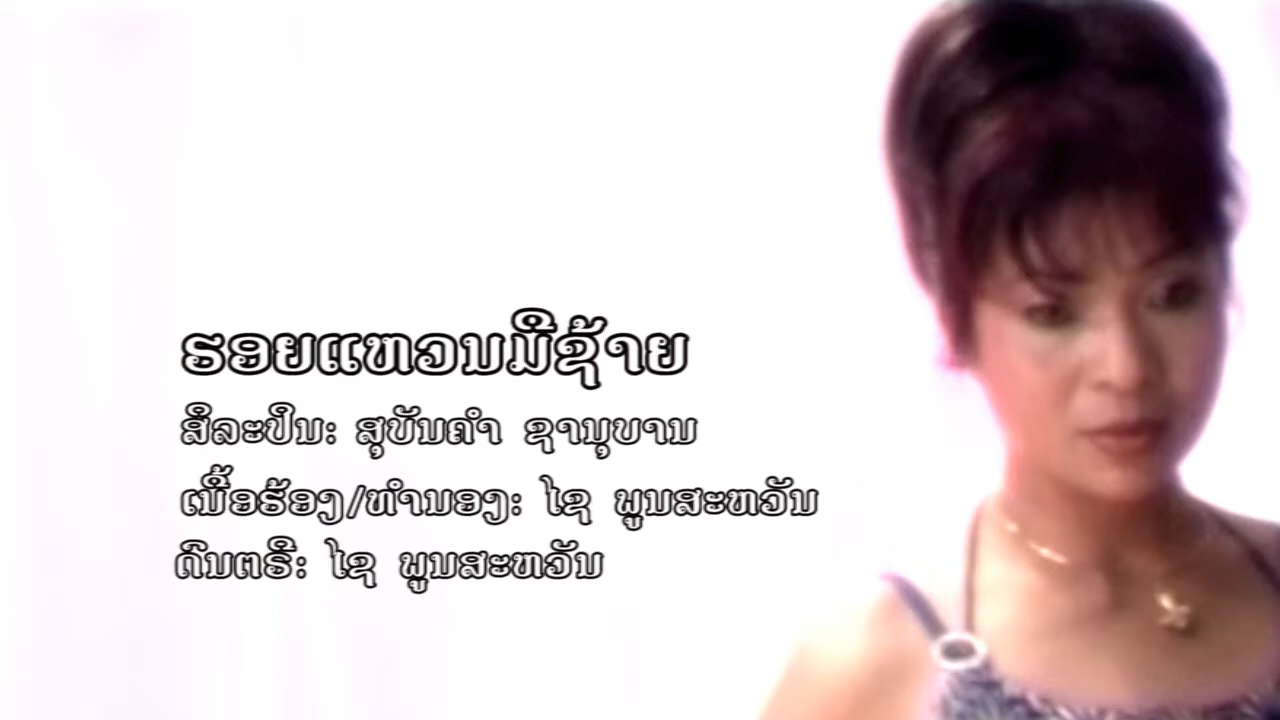 ຮອຍແຫວນມືຊ້າຍ
ສິລະປິນ: ສຸບັນຄຳ ຊານຸບານ
ເນື້ອຮ້ອງ/ທຳນອງ: ໄຊ ພູນສະຫວັນ
ດົນຕຣີ: ໄຊ ພູນສະຫວັນ